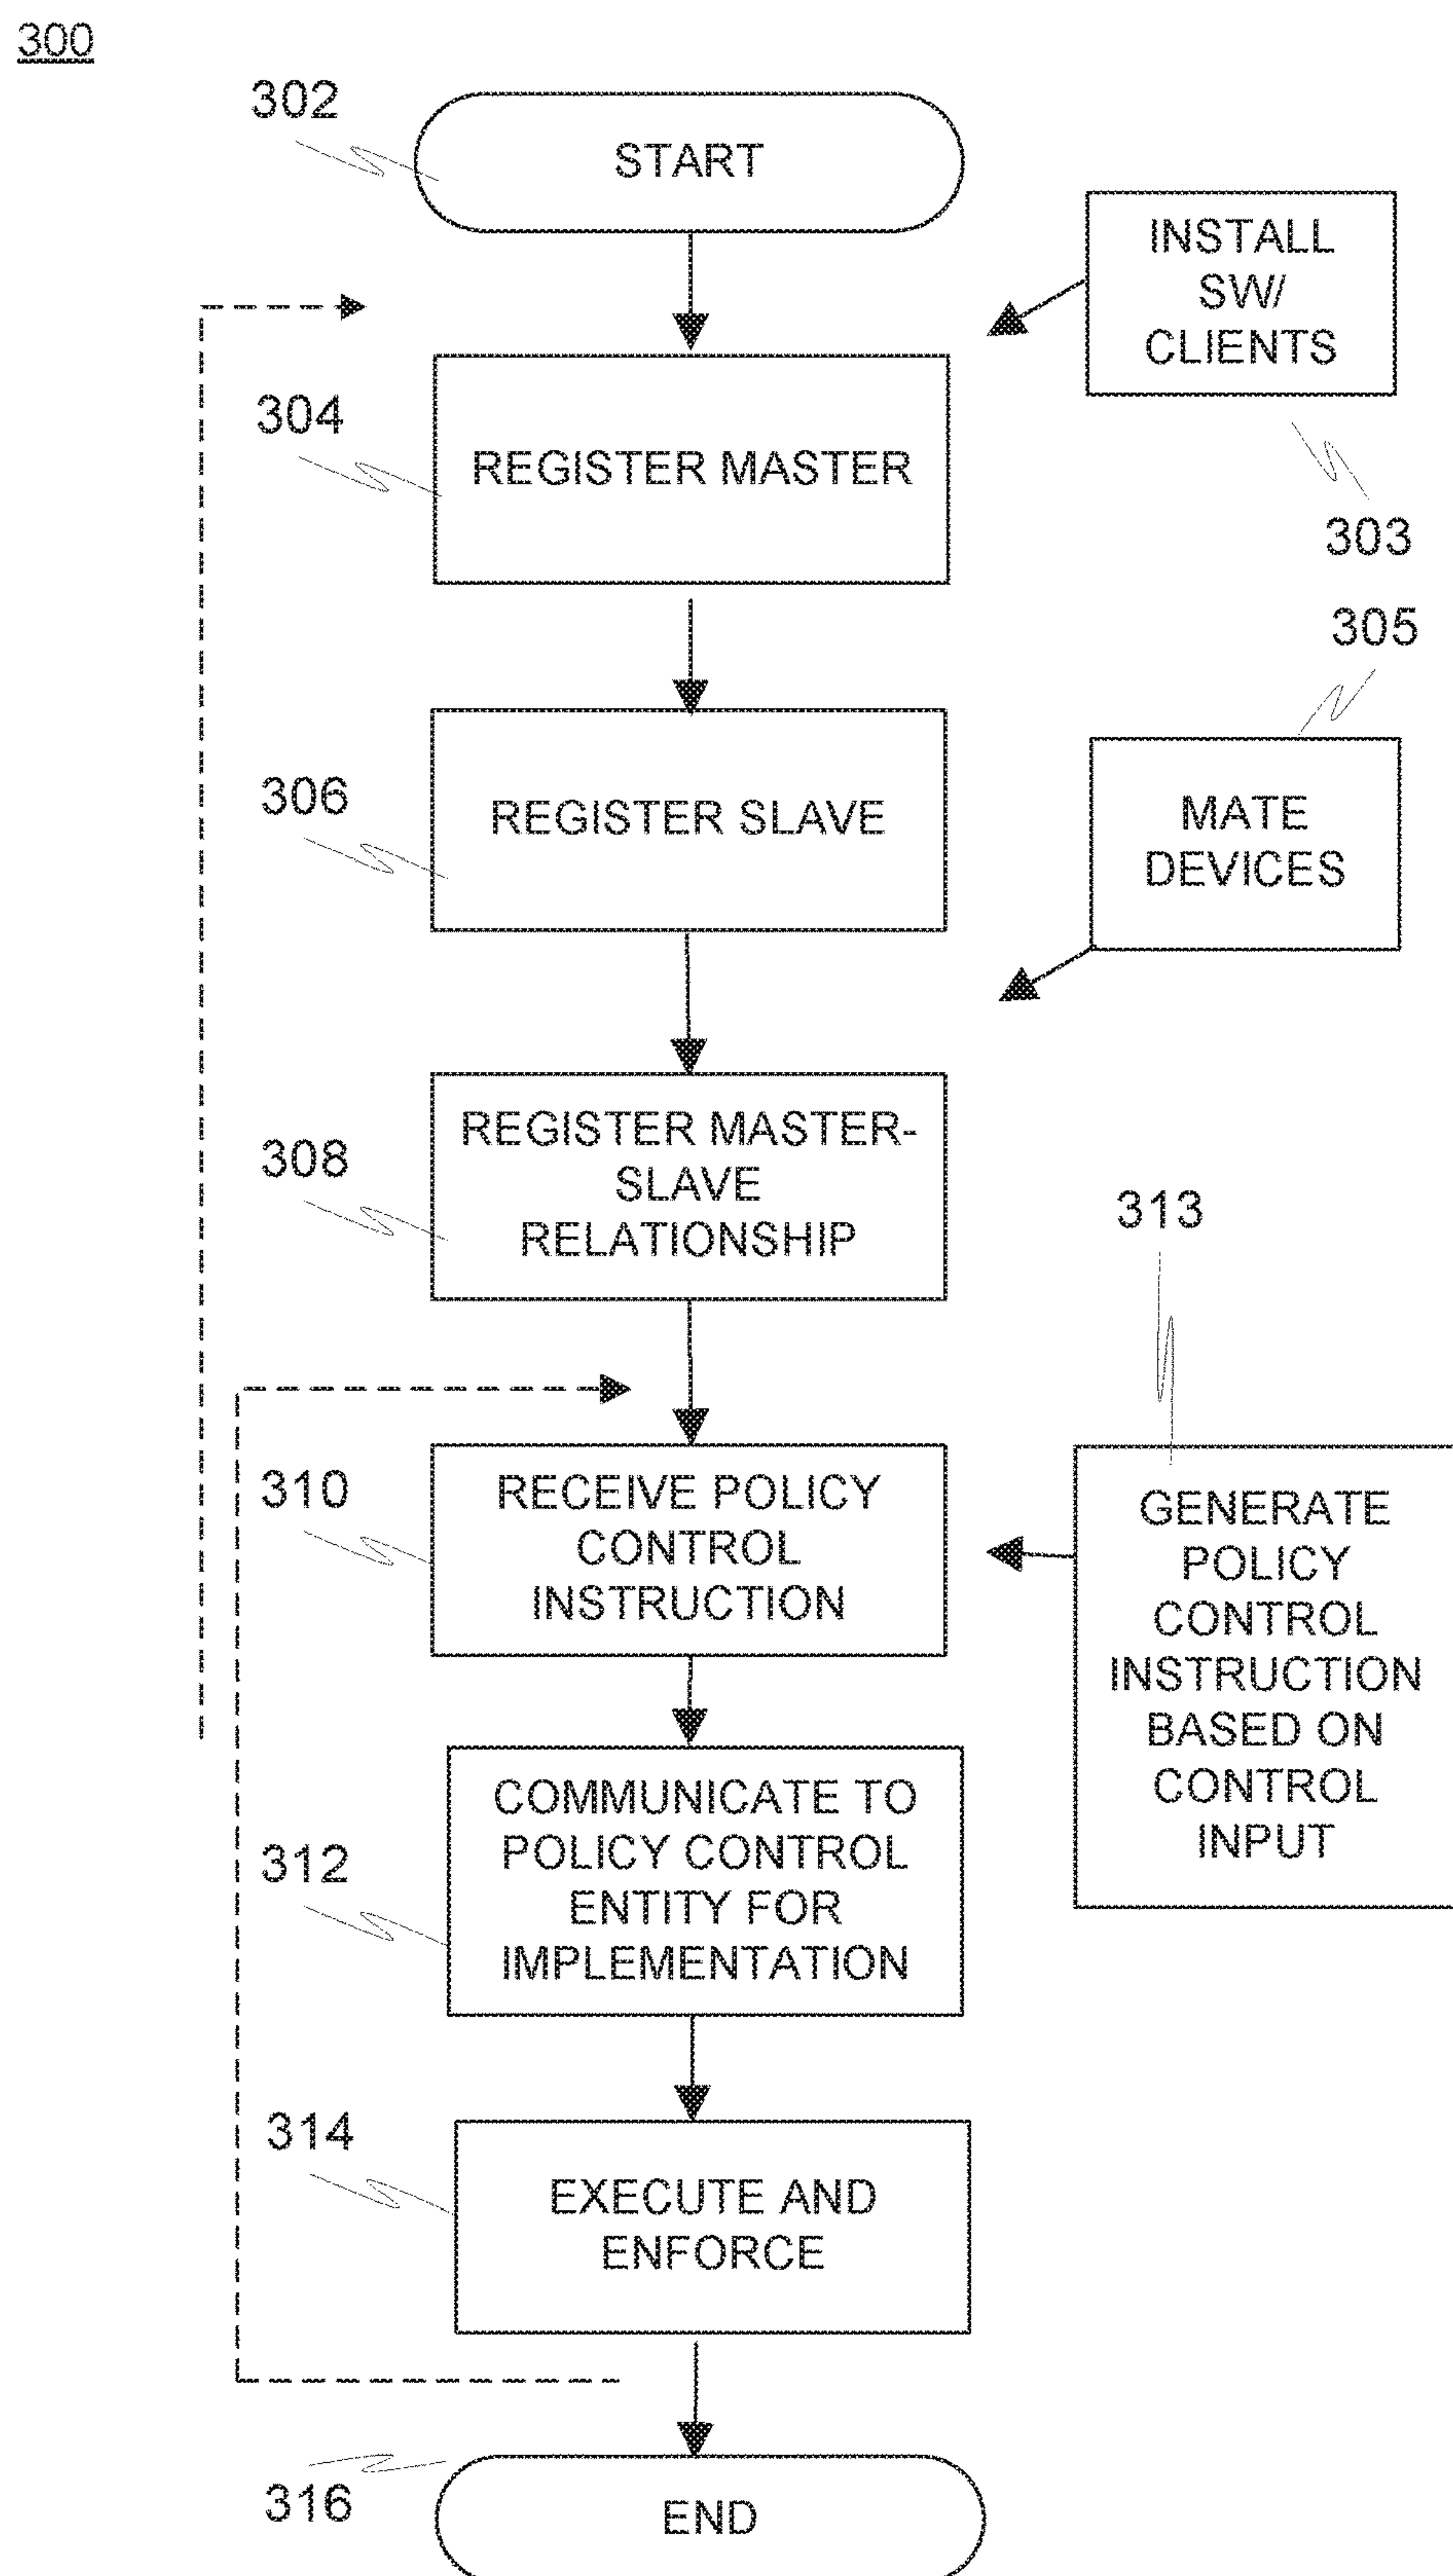 300
302
START
INSTALL
SW/
CLIENTS
303
304
REGISTER MASTER
305
306
REGISTER SLAVE
MATE
DEVICES
308
REGISTER MASTER-
SLAVE
RELATIONSHIP
313
310
RECEIVE POLICY
CONTROL
INSTRUCTION
GENERATE
POLICY
CONTROL
INSTRUCTION
BASED ON
CONTROL
INPUT
312
COMMUNICATE TO
POLICY CONTROL
ENTITY FOR
IMPLEMENTATION
314
EXECUTE AND
ENFORCE
316
END